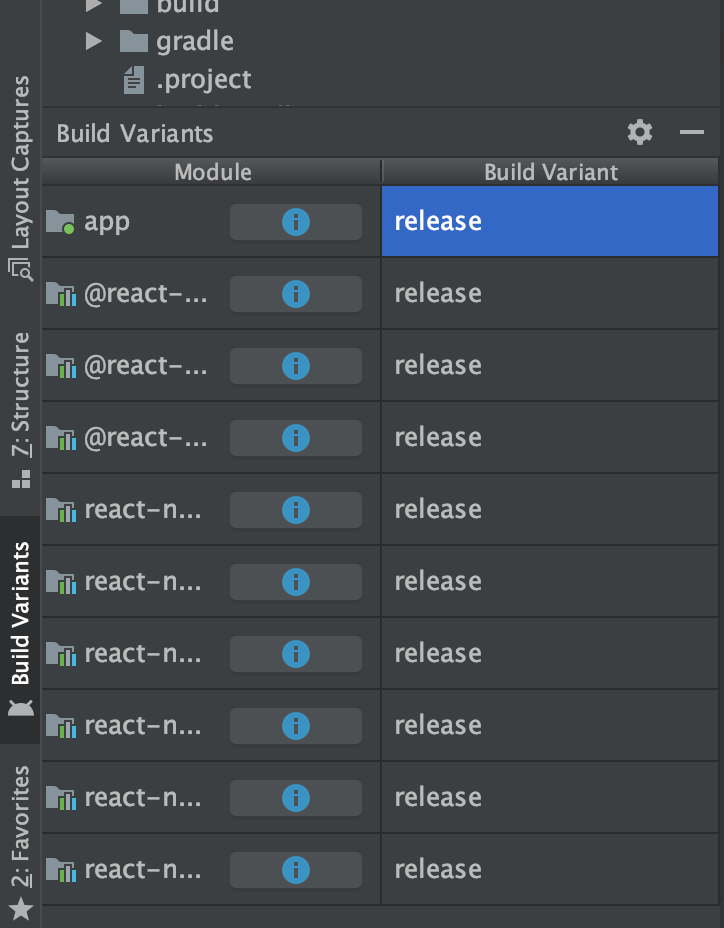 build
gradle
.project
Build Variants
Module Build Variant
app release
@react-... release
@react-... release
@react-... release
react-n... release
react-n... release
react-n... release
react-n... release
react-n... release
react-n... release
Layout Captures
7: Structure
Build Variants
2: Favorites